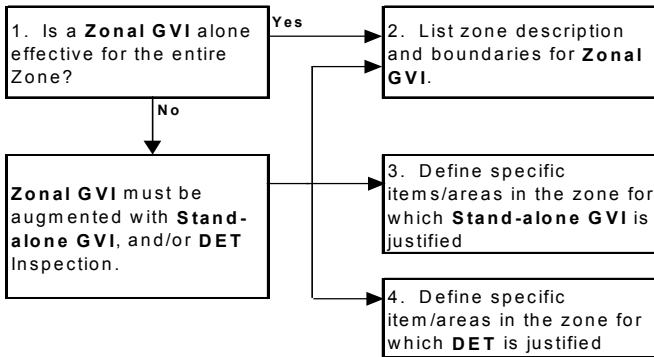 1. Is a Zonal GVI alone
effective for the entire
Zone?
Yes
2. List zone description
and boundaries for Zonal
GVI.
No
Zonal GVI must be
augmented with Stand-
alone GVI, and/or DET
Inspection.
3. Define specific
items/areas in the zone for
which Stand-alone GVI is
justified
4. Define specific
item/areas in the zone for
which DET is justified